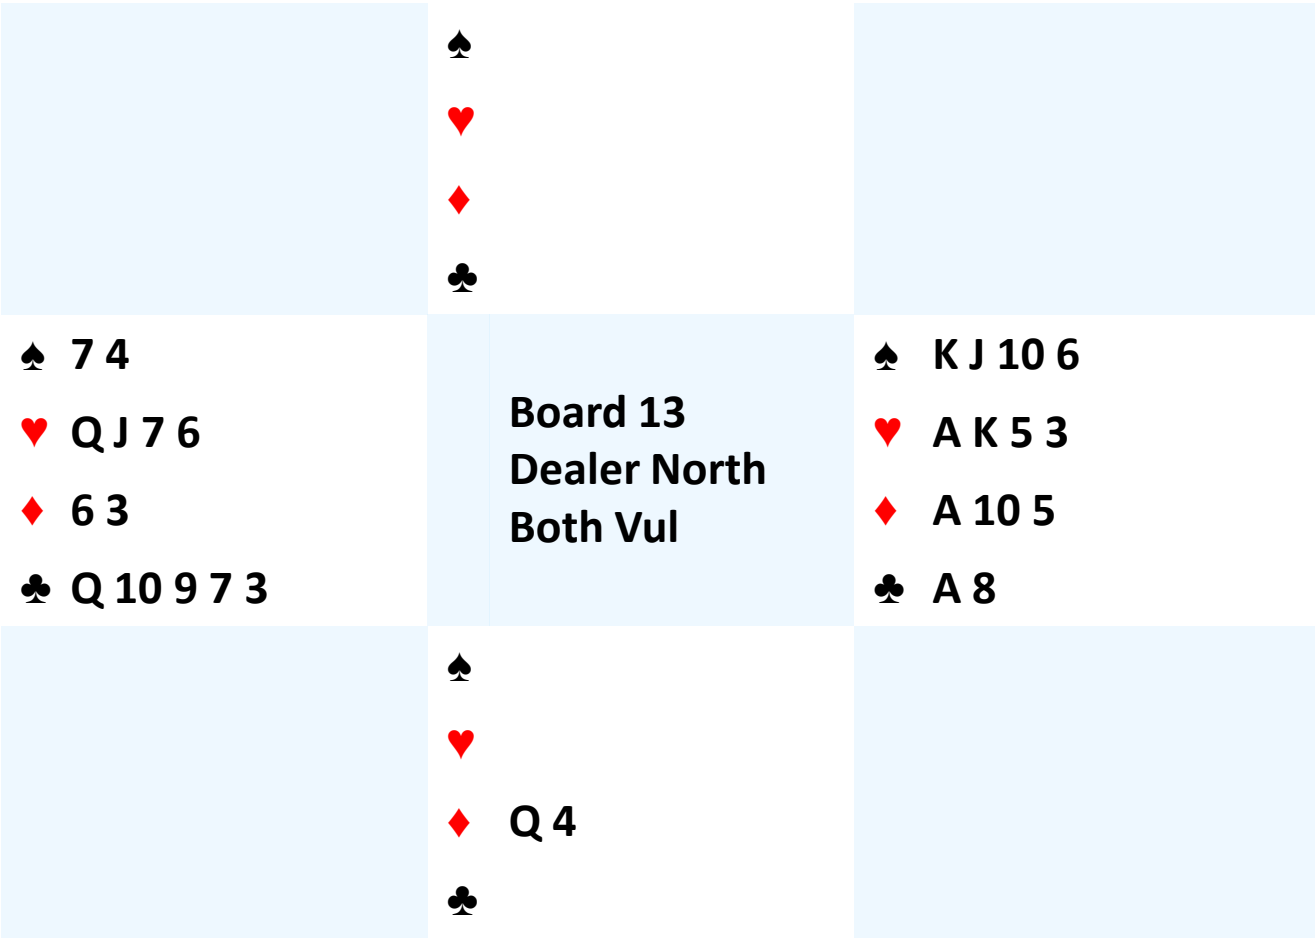 ♠
♥
♦
♣
♠ 7 4
♥ Q J 7 6
♦ 6 3
♣ Q 10 9 7 3
Board 13
Dealer North
Both Vul
♠ K J 10 6
♥ A K 5 3
♦ A 10 5
♣ A 8
♠
♥
♦ Q 4
♣